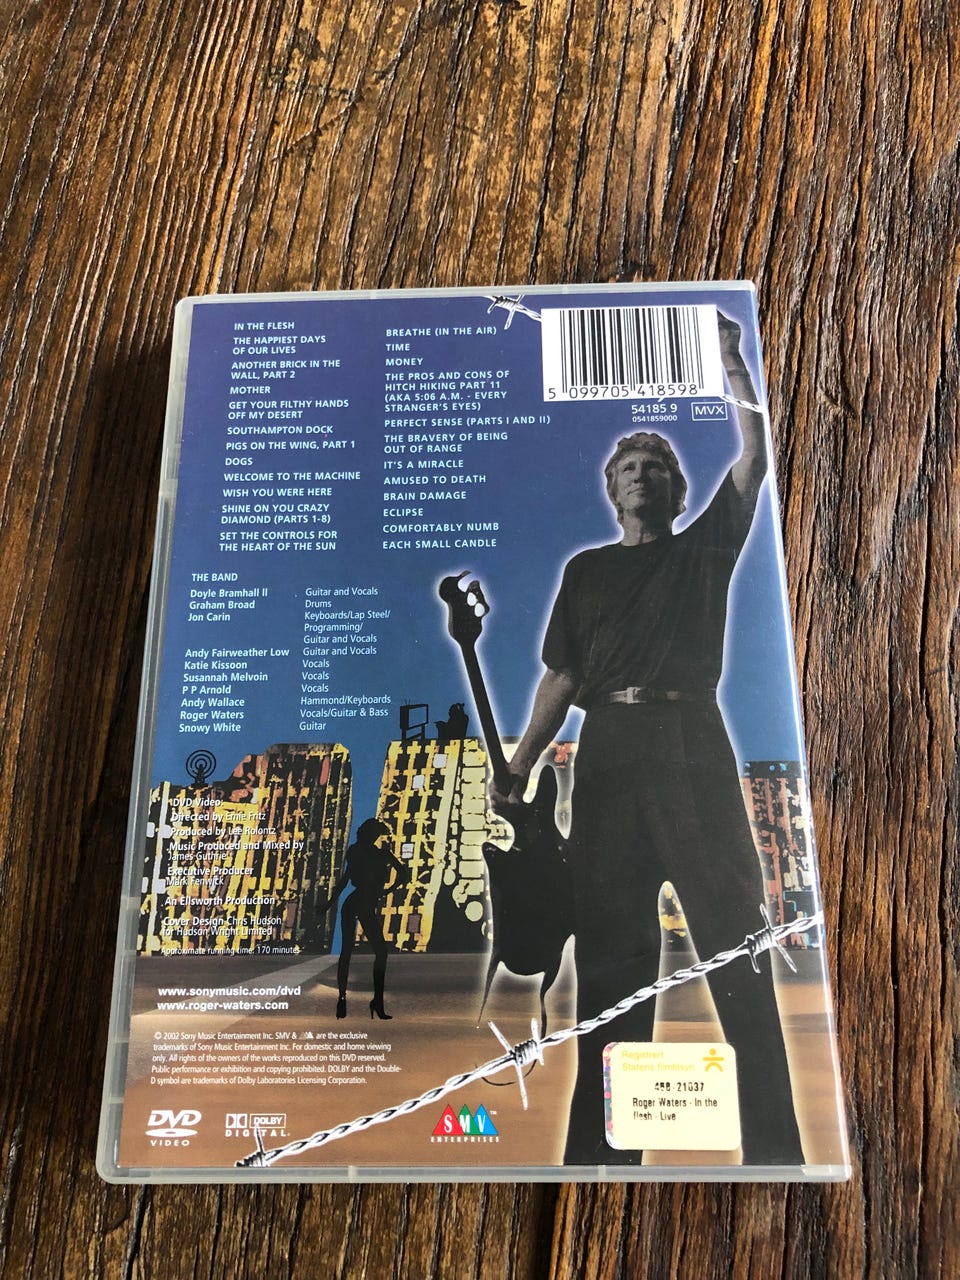 IN THE FLESH
THE HAPPIEST DAYS
OF OUR LIVES
ANOTHER BRICK IN THE
WALL, PART 2
MOTHER
GET YOUR FILTHY HANDS
OFF MY DESERT
SOUTHAMPTON DOCK
PIGS ON THE WING, PART 1
DOGS
WELCOME TO THE MACHINE
WISH YOU WERE HERE
SHINE ON YOU CRAZY
DIAMOND (PARTS 1-8)
SET THE CONTROLS FOR
THE HEART OF THE SUN
BREATHE (IN THE AIR)
TIME
MONEY
THE PROS AND CONS OF
HITCH HIKING PART 11
(AKA 5:06 A.M. - EVERY
STRANGER'S EYES)
PERFECT SENSE (PARTS I AND II)
THE BRAVERY OF BEING
OUT OF RANGE
IT'S A MIRACLE
AMUSED TO DEATH
BRAIN DAMAGE
ECLIPSE
COMFORTABLY NUMB
EACH SMALL CANDLE
5 099705 418598
54185 9
0541859000
MVX
THE BAND
Doyle Bramhall II Guitar and Vocals
Graham Broad Drums
Jon Carin Keyboards/Lap Steel/
Programming/
Guitar and Vocals
Andy Fairweather Low Guitar and Vocals
Katie Kissoon Vocals
Susannah Melvoin Vocals
P P Arnold Vocals
Andy Wallace Hammond/Keyboards
Roger Waters Vocals/Guitar & Bass
Snowy White Guitar
DVD Video:
Directed by Ernie Fritz
Produced by Lee Rolontz
Music Produced and Mixed by
James Guthrie
Executive Producer
Mark Fenwick
An Ellsworth Production
Cover Design Chris Hudson
for Hudson Wright Limited
Approximate running time: 170 minutes
www.sonymusic.com/dvd
www.roger-waters.com
© 2002 Sony Music Entertainment Inc. SMV & are the exclusive
trademarks of Sony Music Entertainment Inc. For domestic and home viewing
only. All rights of the owners of the works reproduced on this DVD reserved.
Public performance or exhibition and copying prohibited. DOLBY and the Double-
D symbol are trademarks of Dolby Laboratories Licensing Corporation.
DVD
VIDEO
DOLBY
DIGITAL
SMV™
ENTERPRISES
Registrert
Statens filmtilsyn
21037
Roger Waters - In the
flesh - Live